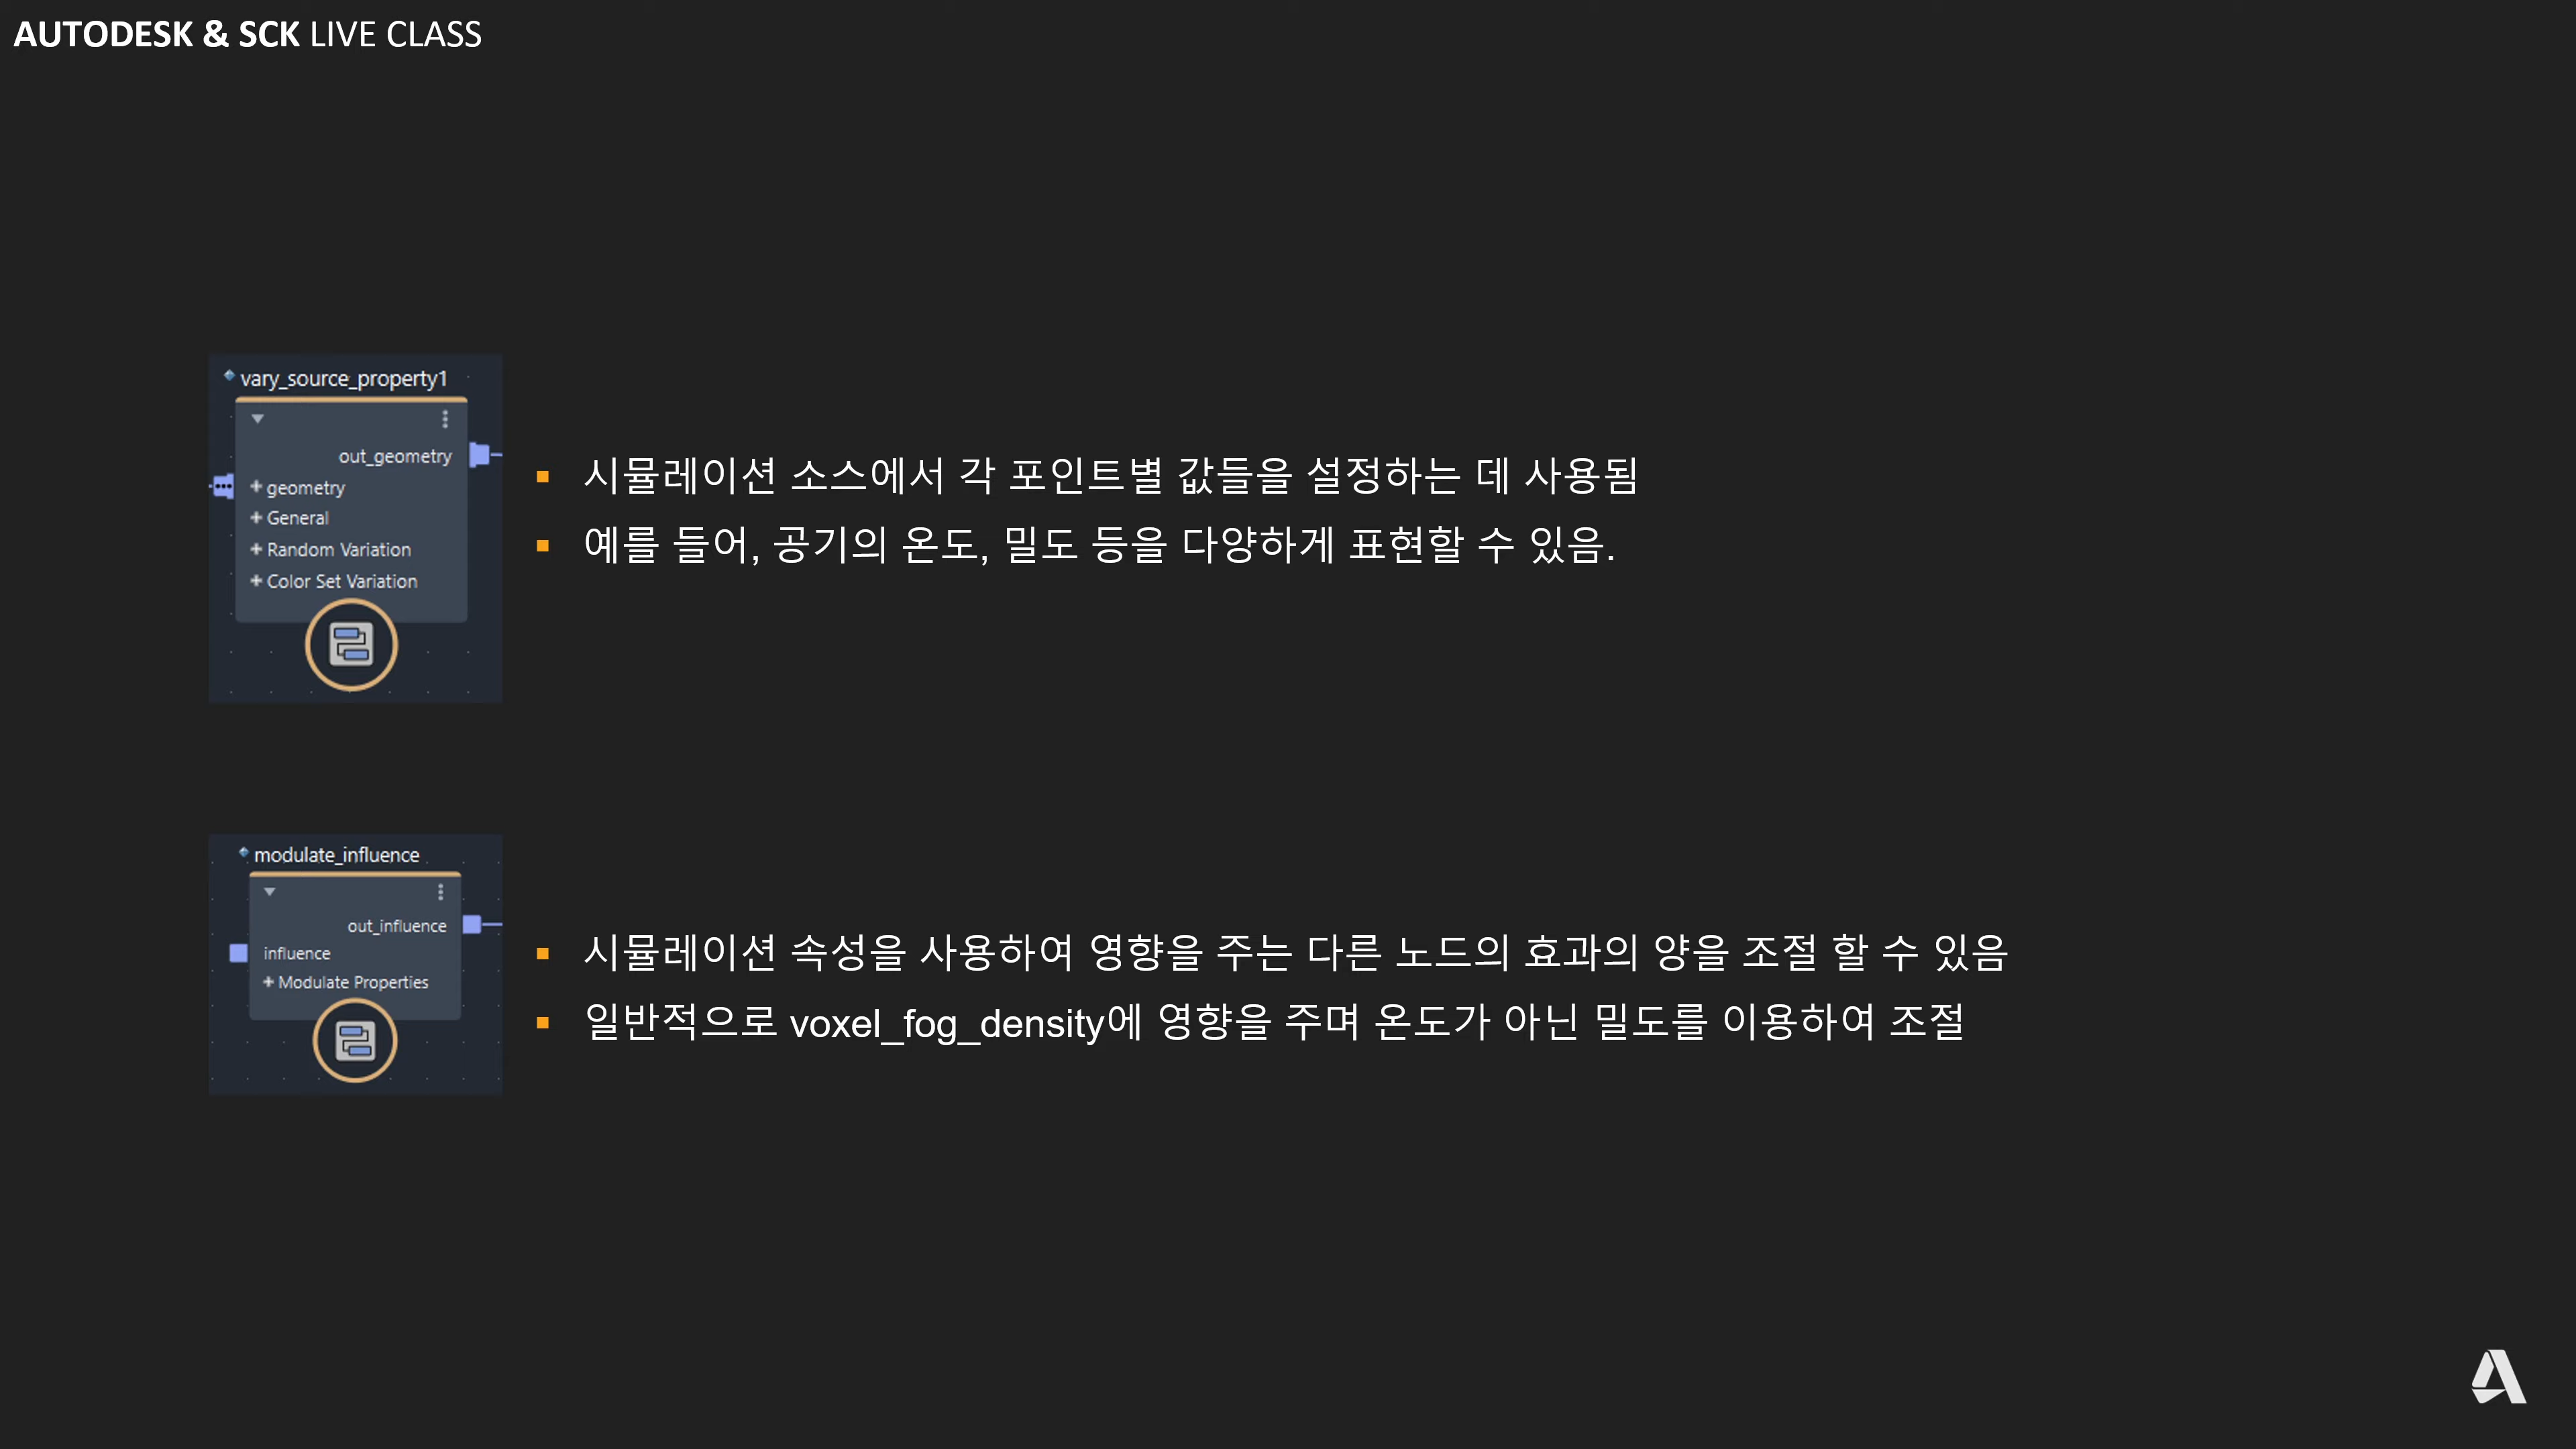 AUTODESK & SCK LIVE CLASS
vary_source_property1
out_geometry
geometry
General
Random Variation
Color Set Variation
시뮬레이션 소스에서 각 포인트별 값들을 설정하는 데 사용됨
예를 들어, 공기의 온도, 밀도 등을 다양하게 표현할 수 있음.
modulate_influence
out_influence
influence
Modulate Properties
시뮬레이션 속성을 사용하여 영향을 주는 다른 노드의 효과의 양을 조절 할 수 있음
일반적으로 voxel_fog_density에 영향을 주며 온도가 아닌 밀도를 이용하여 조절